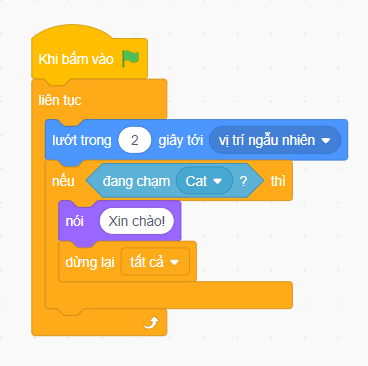 Khi bấm vào
liên tục
lướt trong 2 giây tới vị trí ngẫu nhiên
nếu đang chạm Cat ? thì
nói Xin chào!
dừng lại tất cả